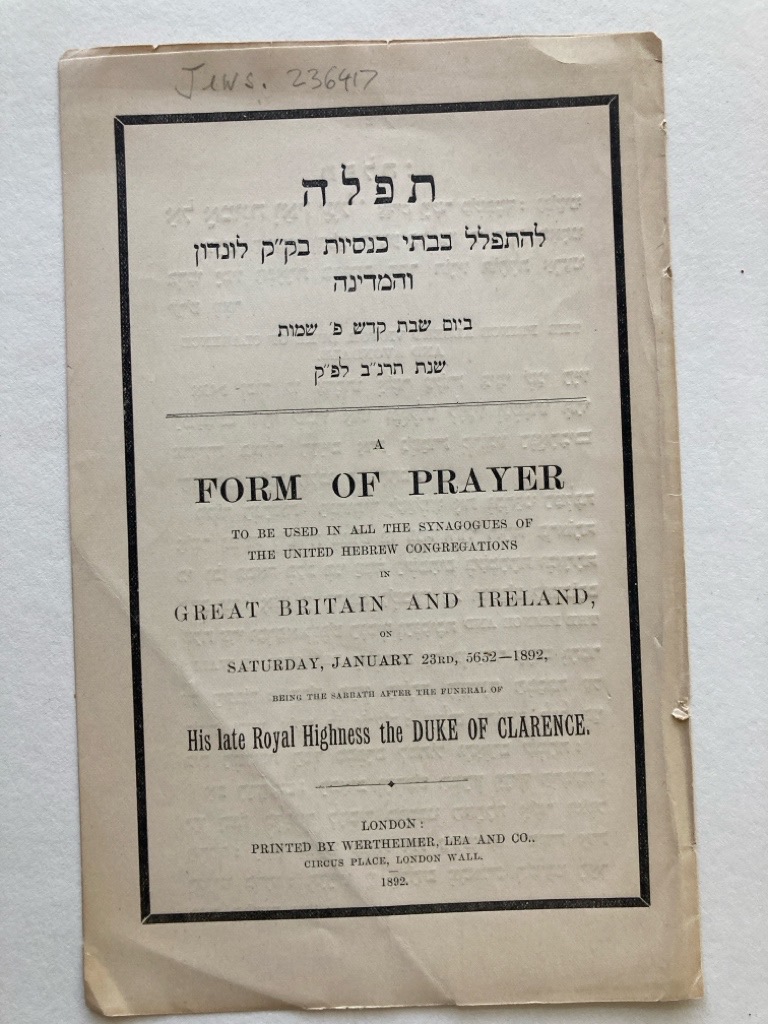 Jews. 236417
תפלה
להתפלל בבתי כנסיות בק״ק לונדון
והמדינה
ביום שבת קדש פ׳ שמות
שנת תרנ״ב לפ״ק
A
FORM OF PRAYER
TO BE USED IN ALL THE SYNAGOGUES OF
THE UNITED HEBREW CONGREGATIONS
IN
GREAT BRITAIN AND IRELAND,
ON
SATURDAY, JANUARY 23RD, 5652—1892,
BEING THE SABBATH AFTER THE FUNERAL OF
His late Royal Highness the DUKE OF CLARENCE.
LONDON:
PRINTED BY WERTHEIMER, LEA AND CO.,
CIRCUS PLACE, LONDON WALL.
1892.